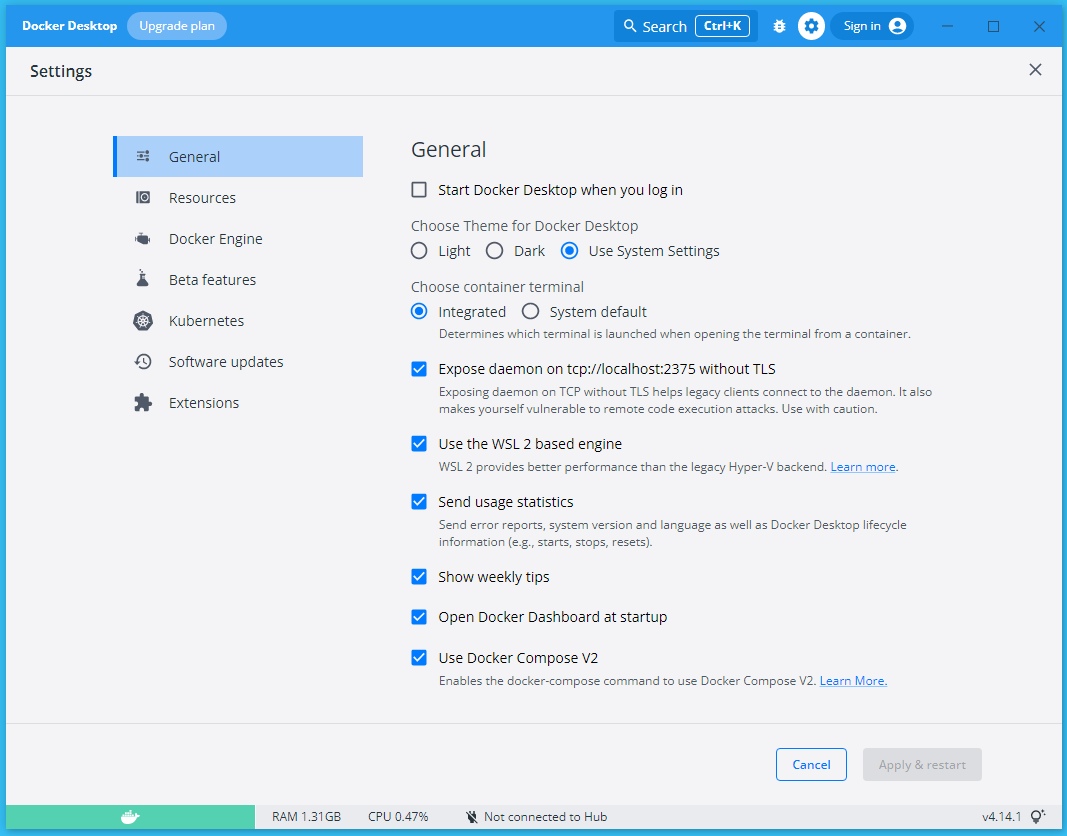 Docker Desktop Upgrade plan Search Ctrl+K Sign in
Settings
General
Resources
Docker Engine
Beta features
Kubernetes
Software updates
Extensions
General
Start Docker Desktop when you log in
Choose Theme for Docker Desktop
Light Dark Use System Settings
Choose container terminal
Integrated System default
Determines which terminal is launched when opening the terminal from a container.
Expose daemon on tcp://localhost:2375 without TLS
Exposing daemon on TCP without TLS helps legacy clients connect to the daemon. It also
makes yourself vulnerable to remote code execution attacks. Use with caution.
Use the WSL 2 based engine
WSL 2 provides better performance than the legacy Hyper-V backend. Learn more.
Send usage statistics
Send error reports, system version and language as well as Docker Desktop lifecycle
information (e.g., starts, stops, resets).
Show weekly tips
Open Docker Dashboard at startup
Use Docker Compose V2
Enables the docker-compose command to use Docker Compose V2. Learn More.
Cancel Apply & restart
RAM 1.31GB CPU 0.47% Not connected to Hub v4.14.1